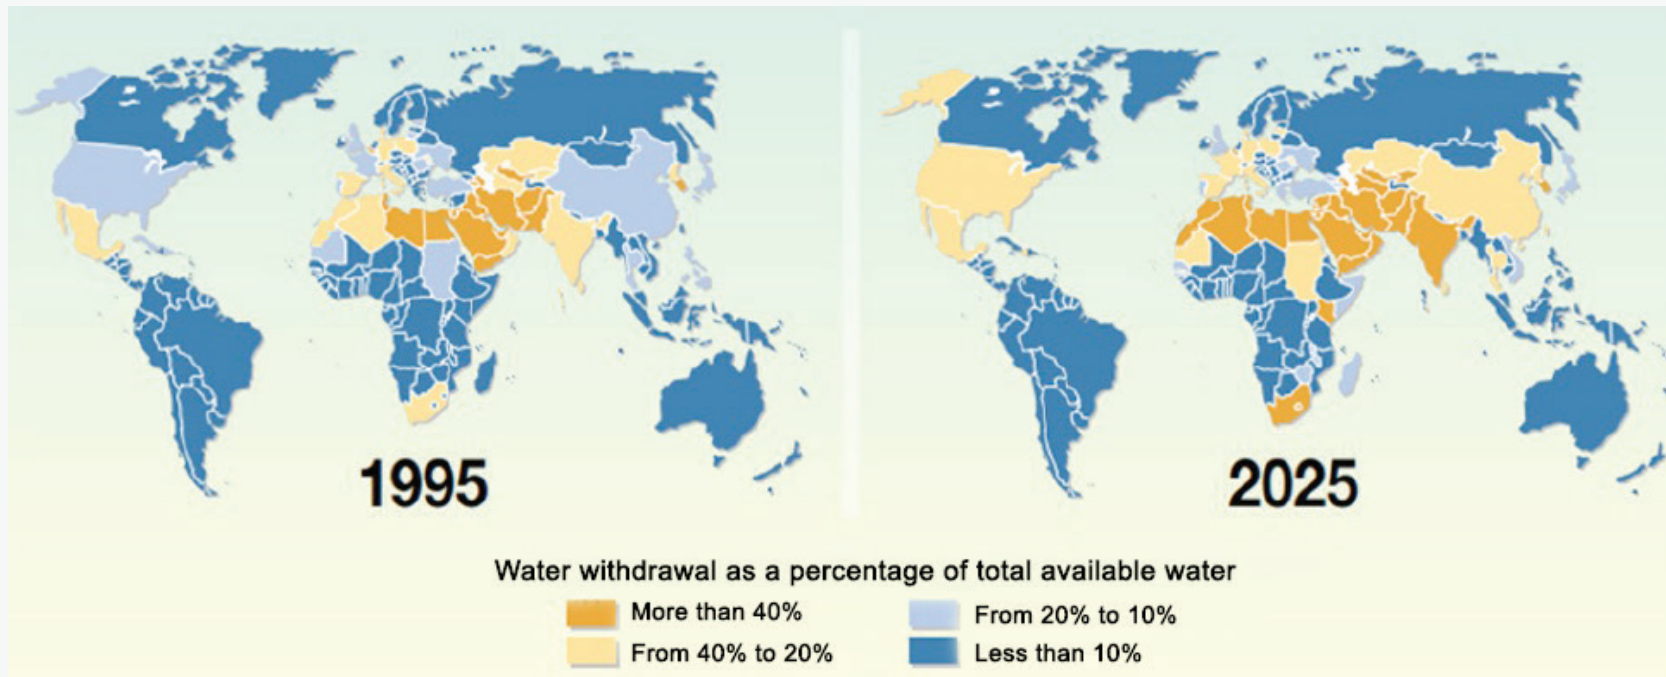 1995
2025
Water withdrawal as a percentage of total available water
More than 40%
From 20% to 10%
From 40% to 20%
Less than 10%